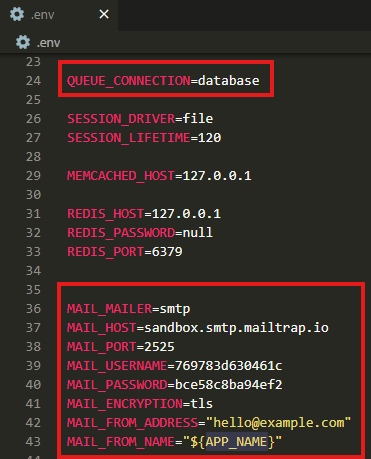 .env
.env
23
24 QUEUE_CONNECTION=database
25
26 SESSION_DRIVER=file
27 SESSION_LIFETIME=120
28
29 MEMCACHED_HOST=127.0.0.1
30
31 REDIS_HOST=127.0.0.1
32 REDIS_PASSWORD=null
33 REDIS_PORT=6379
34
35
36 MAIL_MAILER=smtp
37 MAIL_HOST=sandbox.smtp.mailtrap.io
38 MAIL_PORT=2525
39 MAIL_USERNAME=769783d630461c
40 MAIL_PASSWORD=bce58c8ba94ef2
41 MAIL_ENCRYPTION=tls
42 MAIL_FROM_ADDRESS="hello@example.com"
43 MAIL_FROM_NAME="${APP_NAME}"
44